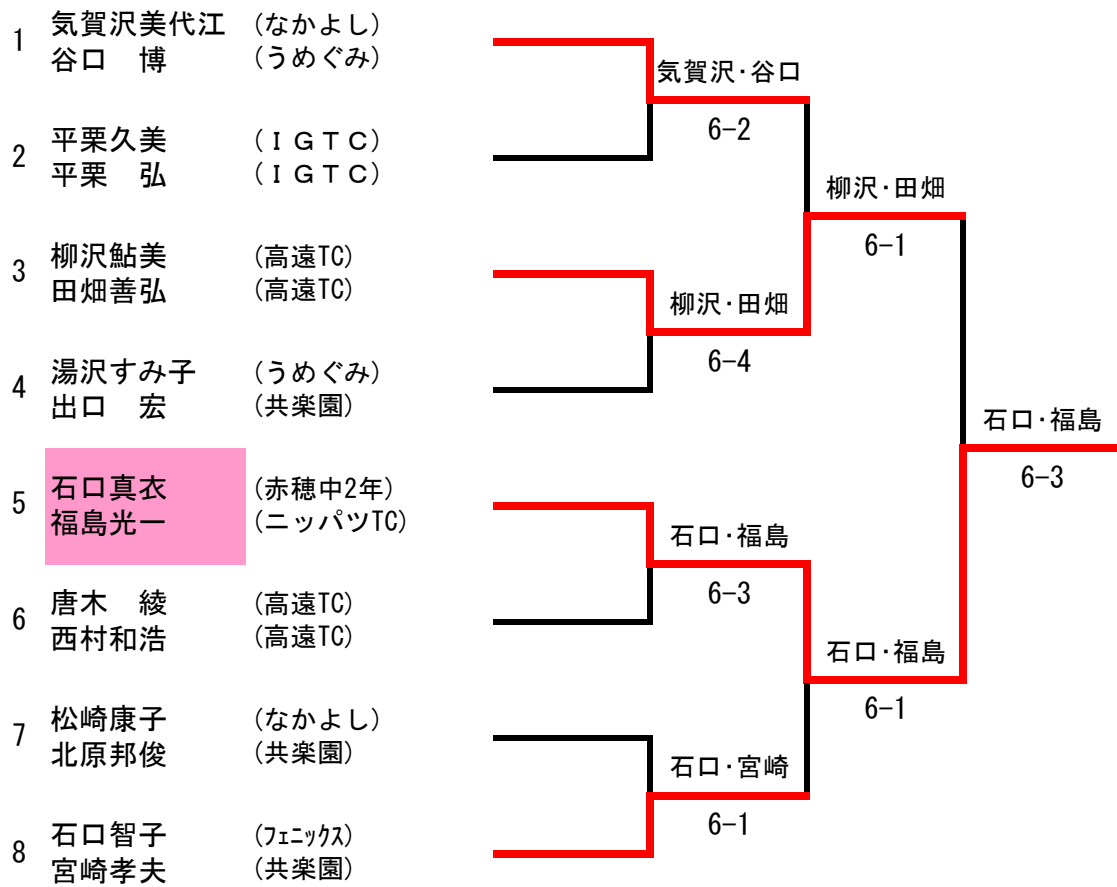 1 気賀沢美代江 (なかよし)
谷口　博 (うめぐみ)
2 平栗久美 (ＩＧＴＣ)
平栗　弘 (ＩＧＴＣ)
3 柳沢鮎美 (高遠TC)
田畑善弘 (高遠TC)
4 湯沢すみ子 (うめぐみ)
出口　宏 (共楽園)
5 石口真衣 (赤穂中2年)
福島光一 (ニッパツTC)
6 唐木　綾 (高遠TC)
西村和浩 (高遠TC)
7 松崎康子 (なかよし)
北原邦俊 (共楽園)
8 石口智子 (ﾌｪﾆｯｸｽ)
宮崎孝夫 (共楽園)
気賀沢･谷口
6-2
柳沢･田畑
6-4
石口･福島
6-3
石口･宮崎
6-1
柳沢･田畑
6-1
石口･福島
6-1
石口･福島
6-3